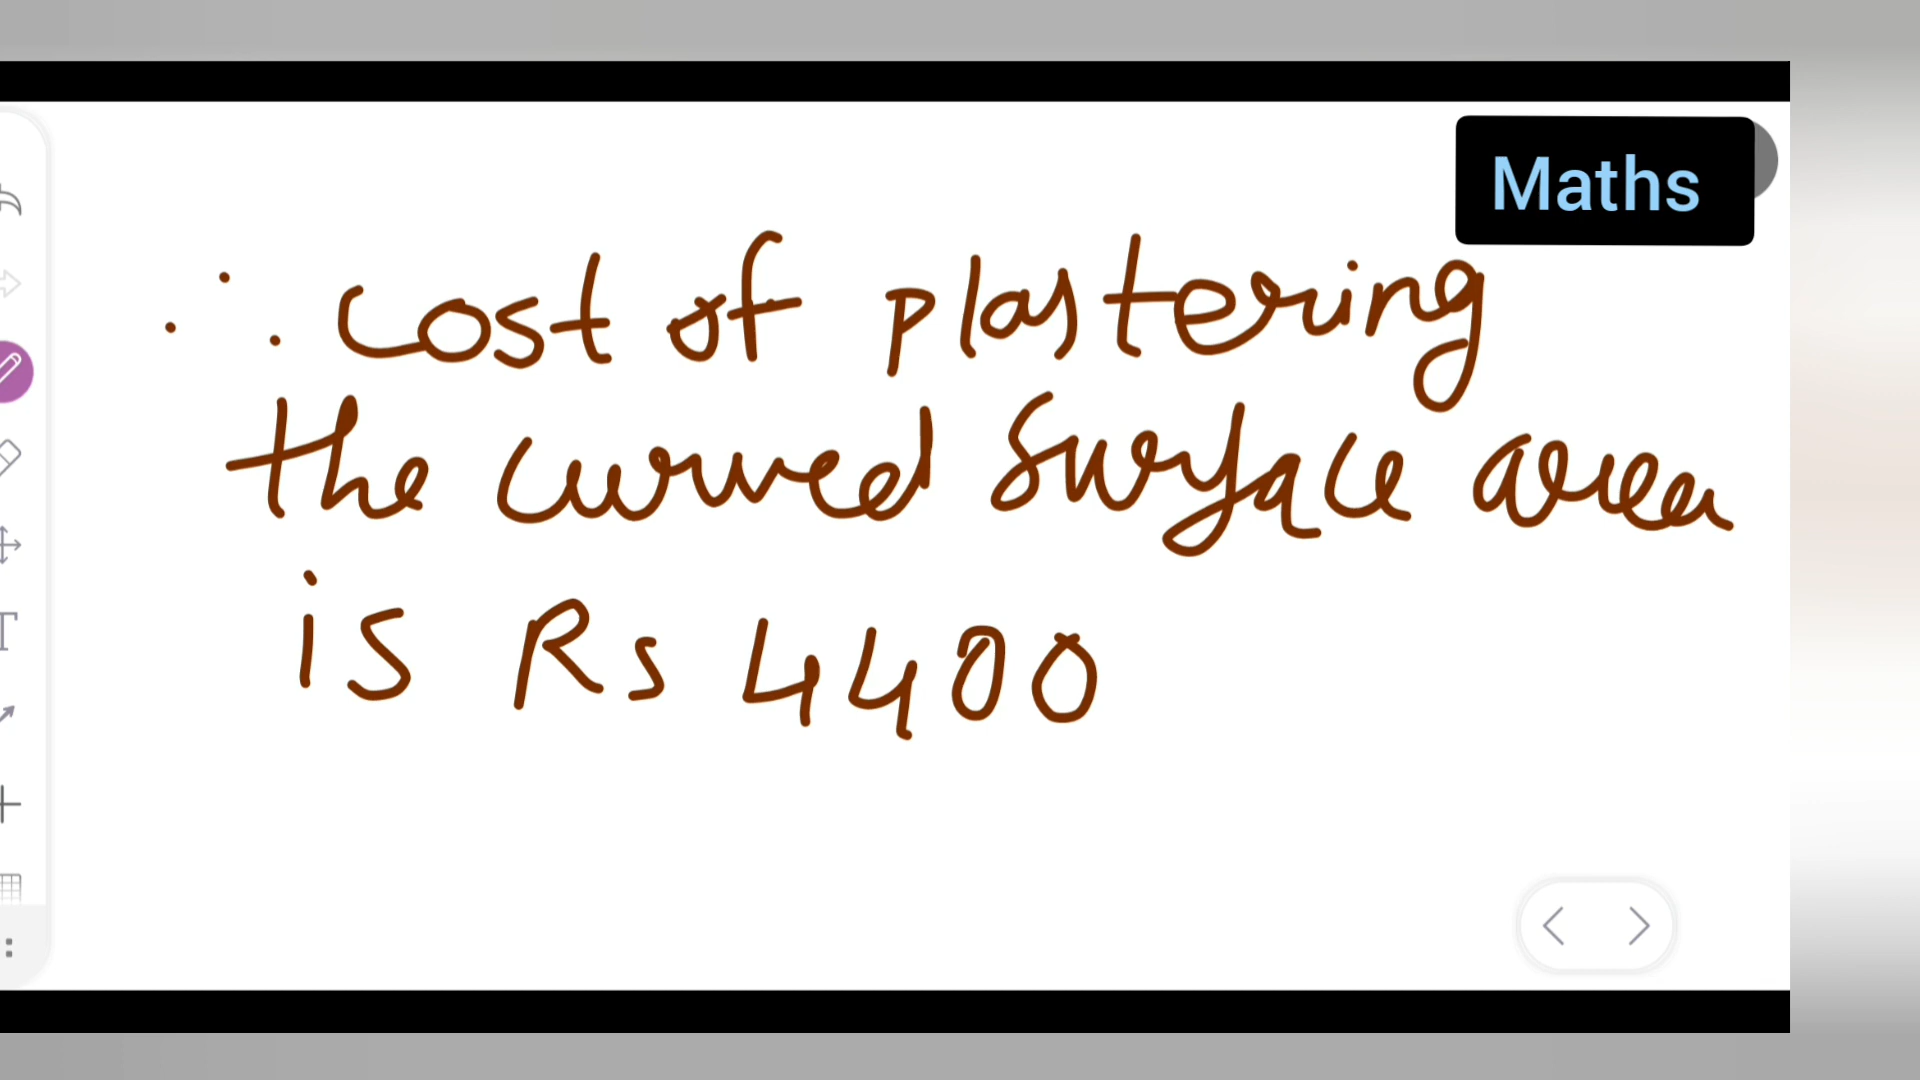 Maths
∴ cost of plastering
the curved surface area
is Rs 4400